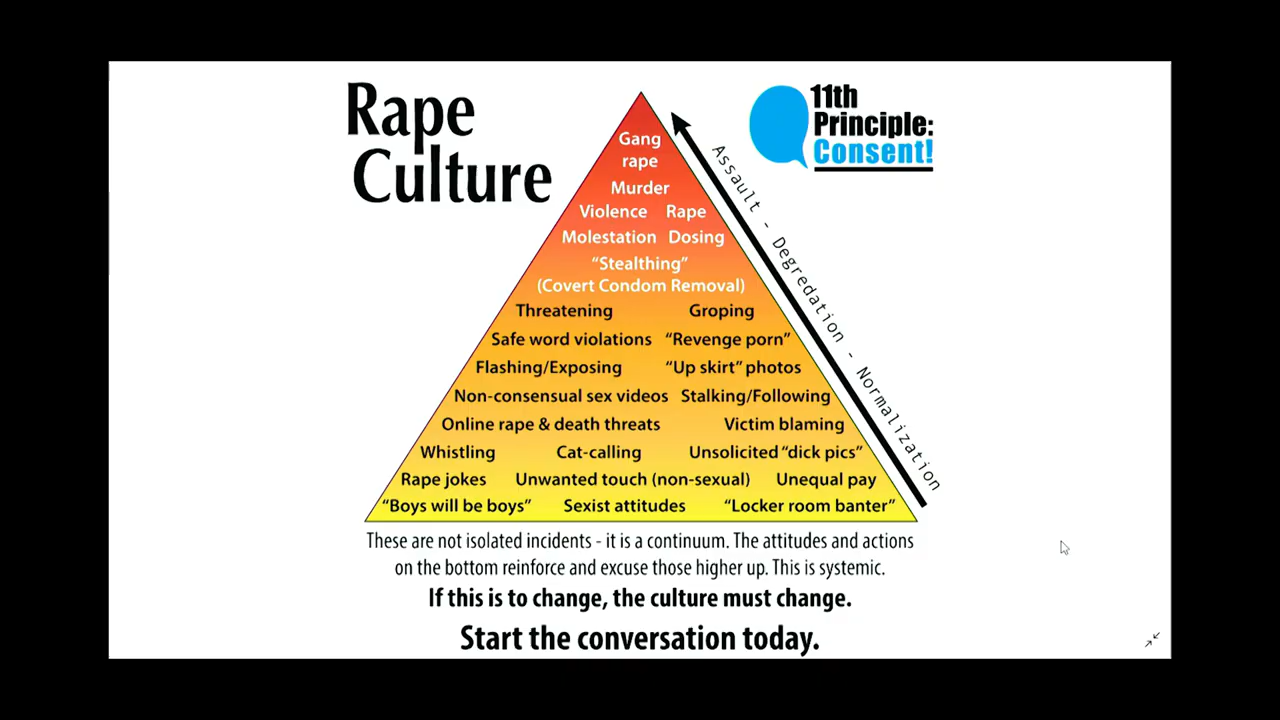 Rape
Culture
11th
Principle:
Consent!
Assault - Degredation - Normalization
Gang
rape
Murder
Violence Rape
Molestation Dosing
“Stealthing”
(Covert Condom Removal)
Threatening Groping
Safe word violations “Revenge porn”
Flashing/Exposing “Up skirt” photos
Non-consensual sex videos Stalking/Following
Online rape & death threats Victim blaming
Whistling Cat-calling Unsolicited “dick pics”
Rape jokes Unwanted touch (non-sexual) Unequal pay
“Boys will be boys” Sexist attitudes “Locker room banter”
These are not isolated incidents - it is a continuum. The attitudes and actions
on the bottom reinforce and excuse those higher up. This is systemic.
If this is to change, the culture must change.
Start the conversation today.